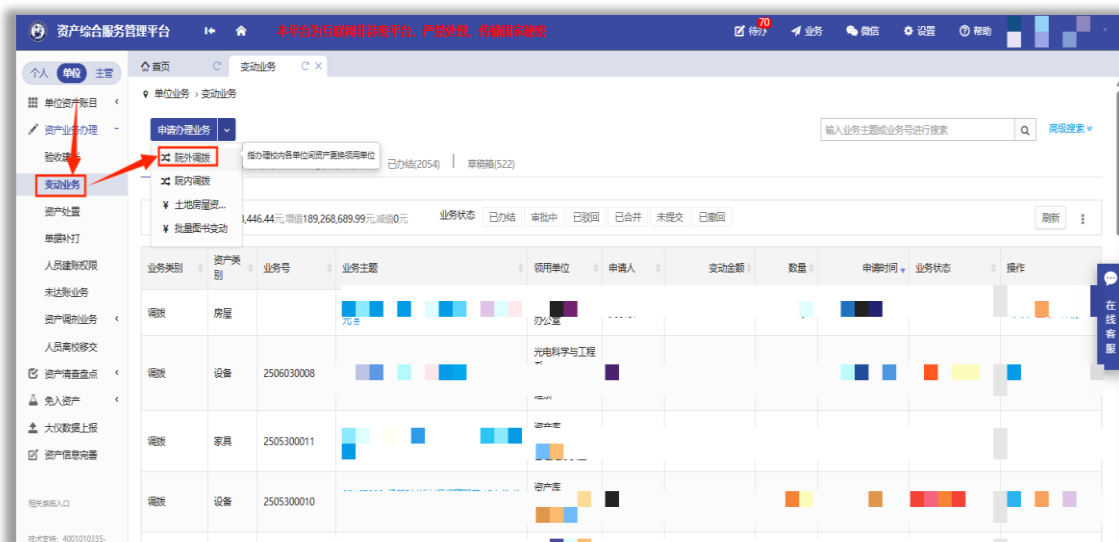 资产综合服务管理平台
本平台为互联网非涉密平台，严禁处理、传输国家秘密
待办 70 业务 微信 设置 帮助
个人 单位 主管
首页 变动业务
单位业务 > 变动业务
单位资产账目
资产业务办理
验收建账
变动业务
资产处置
单据补打
人员建账权限
未达账业务
资产调剂业务
人员离校移交
资产清查盘点
免入资产
大仪数据上报
资产信息完善
相关系统入口
技术支持: 4001010335-
申请办理业务
输入业务主题或业务号进行搜索
高级搜索
院外调拨
指办理校内各单位间资产更换领用单位
院内调拨
土地房屋资...
批量图书变动
已办结(2054) 草稿箱(522)
,446.44元,增值189,268,689.99元,减值0元
业务状态 已办结 审批中 已驳回 已合并 未提交 已撤回
刷新
业务类别 资产类别 业务号 业务主题 领用单位 申请人 变动金额 数量 申请时间 业务状态 操作
调拨 房屋 办公室
调拨 设备 2506030008 光电科学与工程
调拨 家具 2505300011 资产库
调拨 设备 2505300010 资产库
在线客服